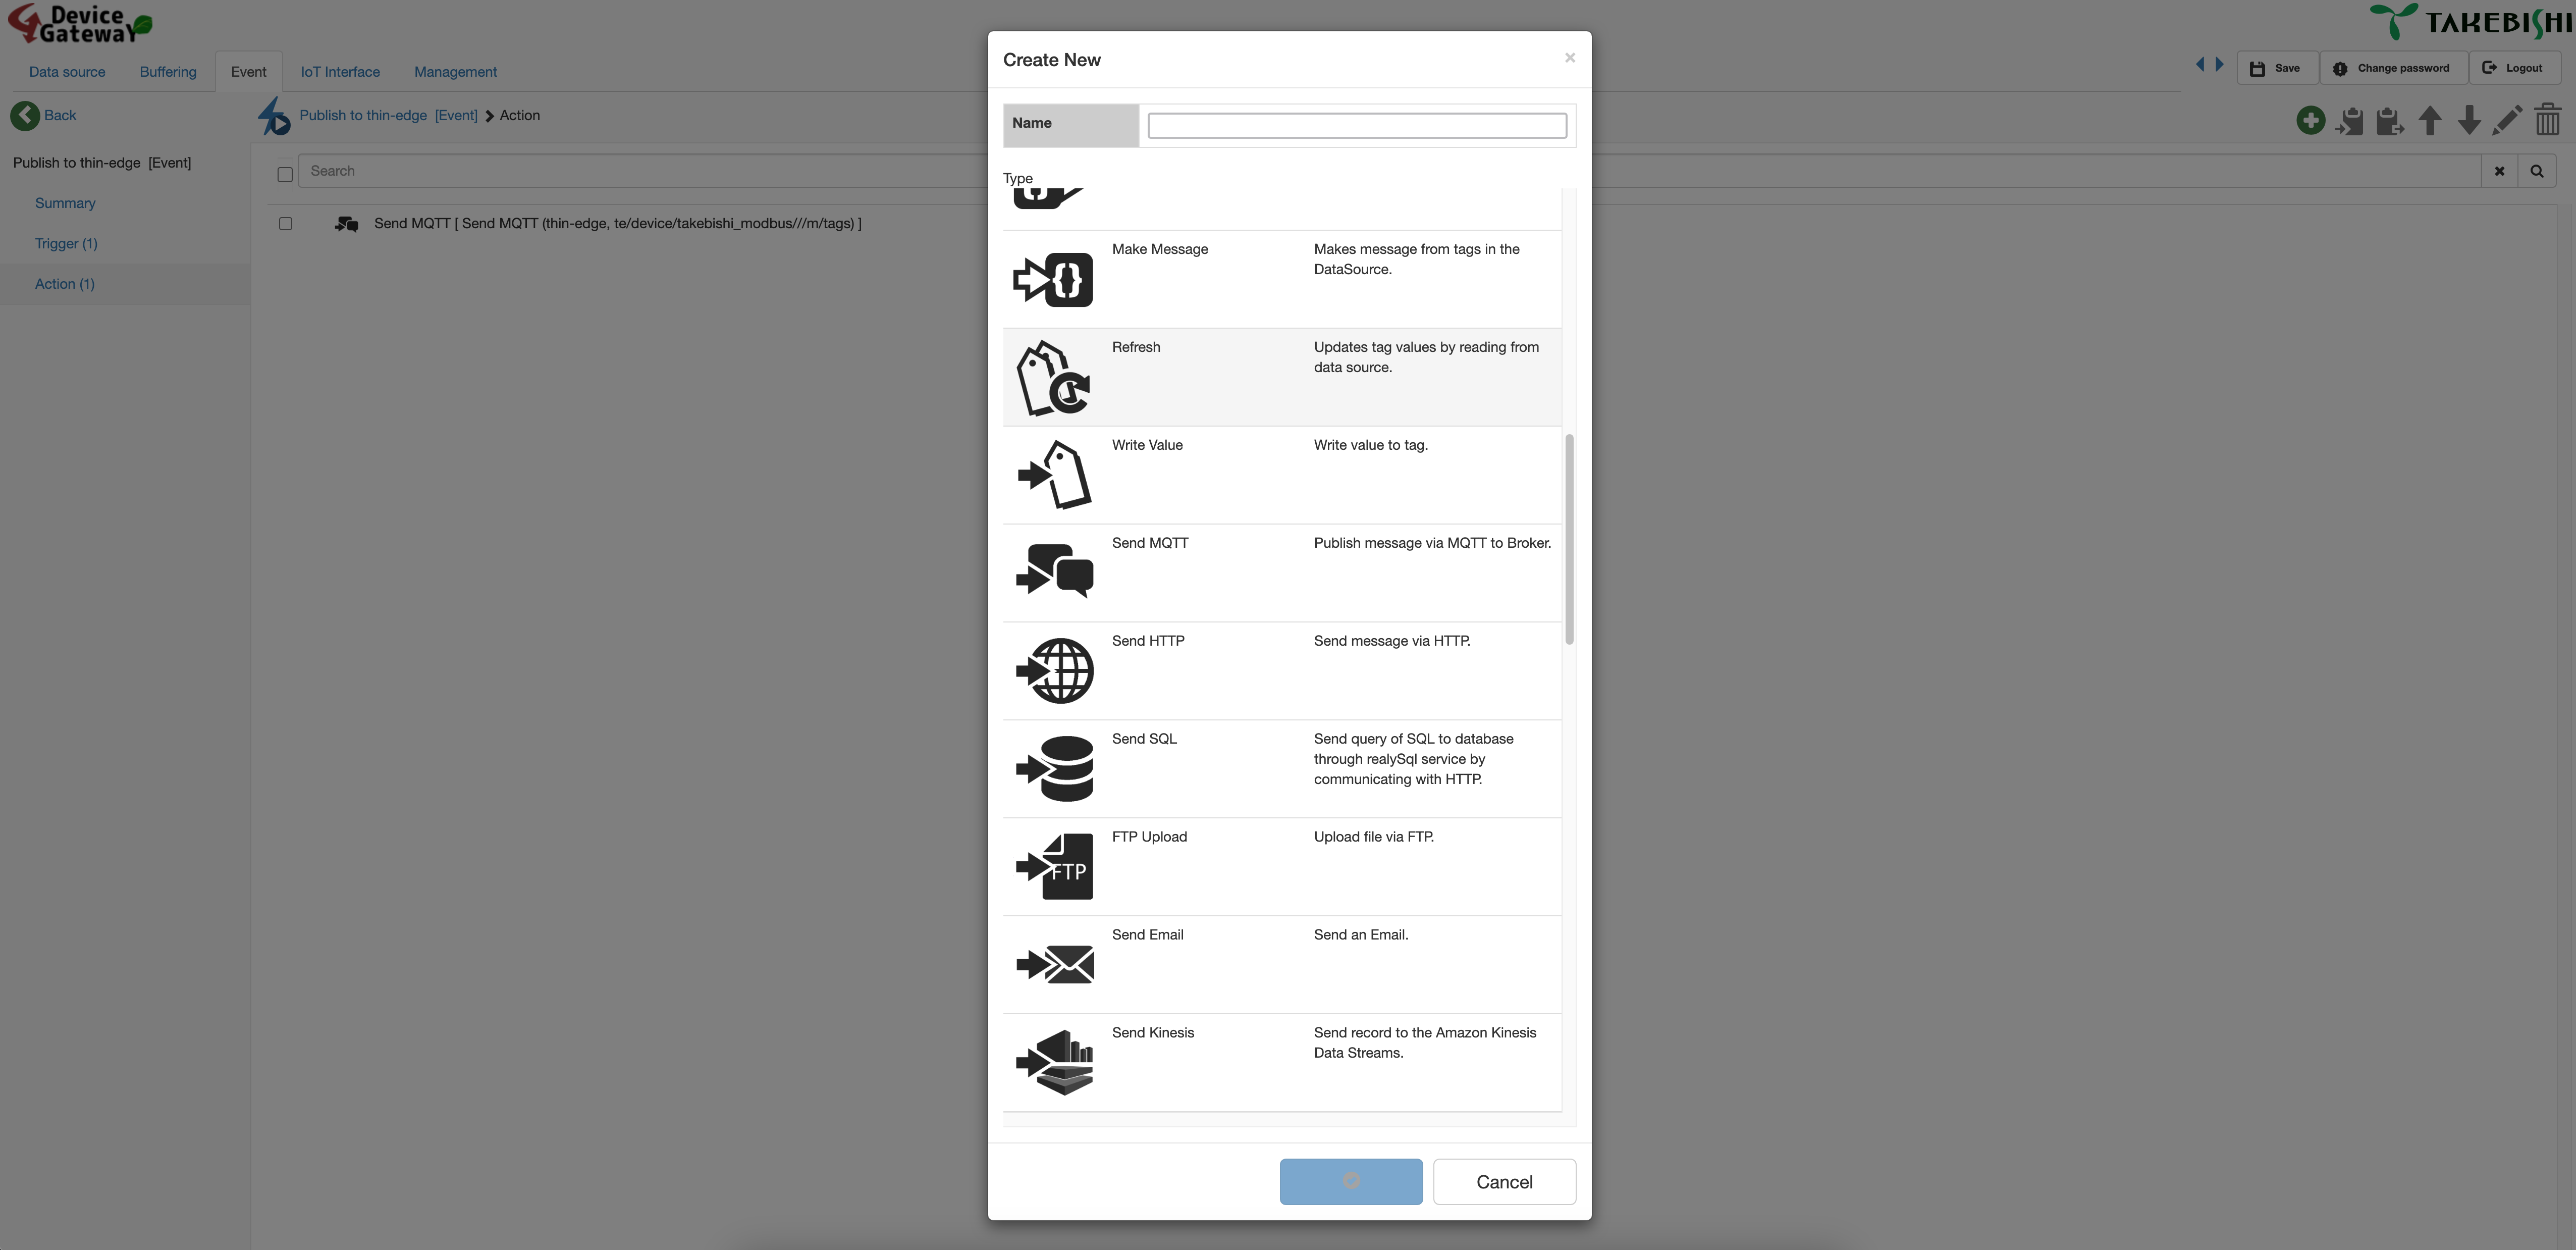 Device
Gateway
TAKEBISHI
Data source
Buffering
Event
IoT Interface
Management
Save
Change password
Logout
Back
Publish to thin-edge [Event]
Action
Publish to thin-edge [Event]
Summary
Trigger (1)
Action (1)
Search
Send MQTT [ Send MQTT (thin-edge, te/device/takebishi_modbus///m/tags) ]
Create New
×
Name
Type
Make Message
Makes message from tags in the
DataSource.
Refresh
Updates tag values by reading from
data source.
Write Value
Write value to tag.
Send MQTT
Publish message via MQTT to Broker.
Send HTTP
Send message via HTTP.
Send SQL
Send query of SQL to database
through realySql service by
communicating with HTTP.
FTP
FTP Upload
Upload file via FTP.
Send Email
Send an Email.
Send Kinesis
Send record to the Amazon Kinesis
Data Streams.
Cancel